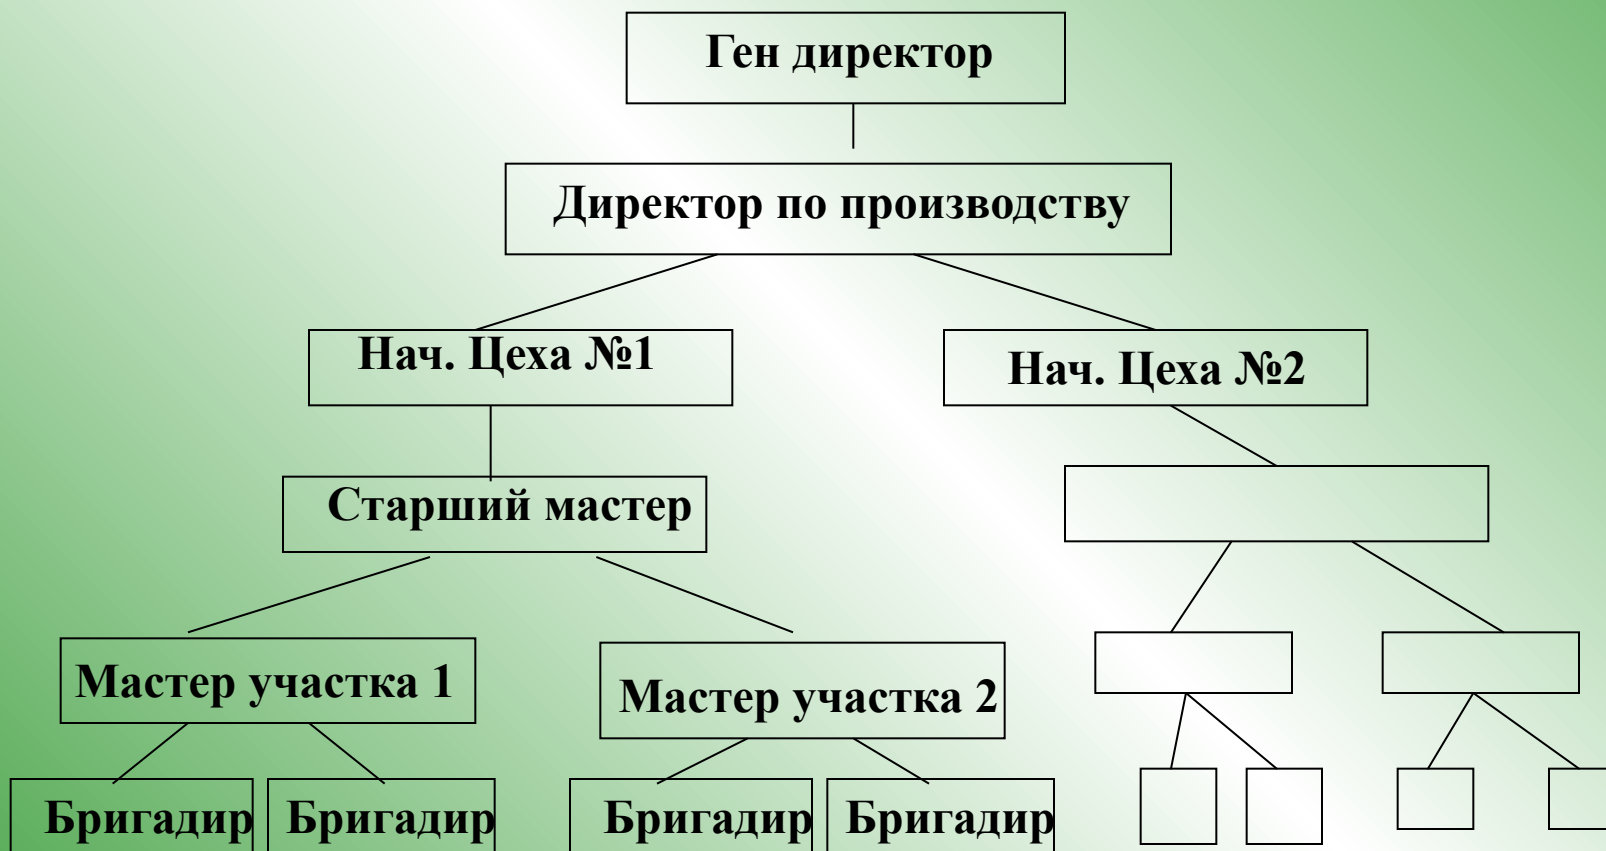 Ген директор
Директор по производству
Нач. Цеха №1
Нач. Цеха №2
Старший мастер
Мастер участка 1
Мастер участка 2
Бригадир
Бригадир
Бригадир
Бригадир